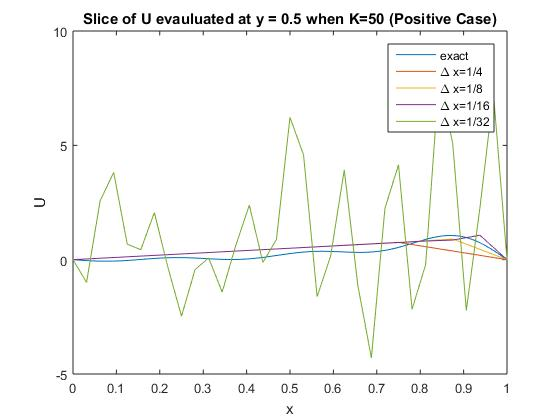 Slice of U evauluated at y = 0.5 when K=50 (Positive Case)
10
5
0
-5
U
exact
Δ x=1/4
Δ x=1/8
Δ x=1/16
Δ x=1/32
0 0.1 0.2 0.3 0.4 0.5 0.6 0.7 0.8 0.9 1
x